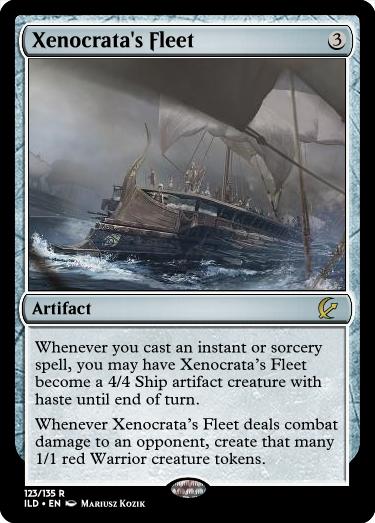 Xenocrata's Fleet 3
Artifact
Whenever you cast an instant or sorcery
spell, you may have Xenocrata's Fleet
become a 4/4 Ship artifact creature with
haste until end of turn.
Whenever Xenocrata's Fleet deals combat
damage to an opponent, create that many
1/1 red Warrior creature tokens.
123/135 R
ILD • EN Mariusz Kozik